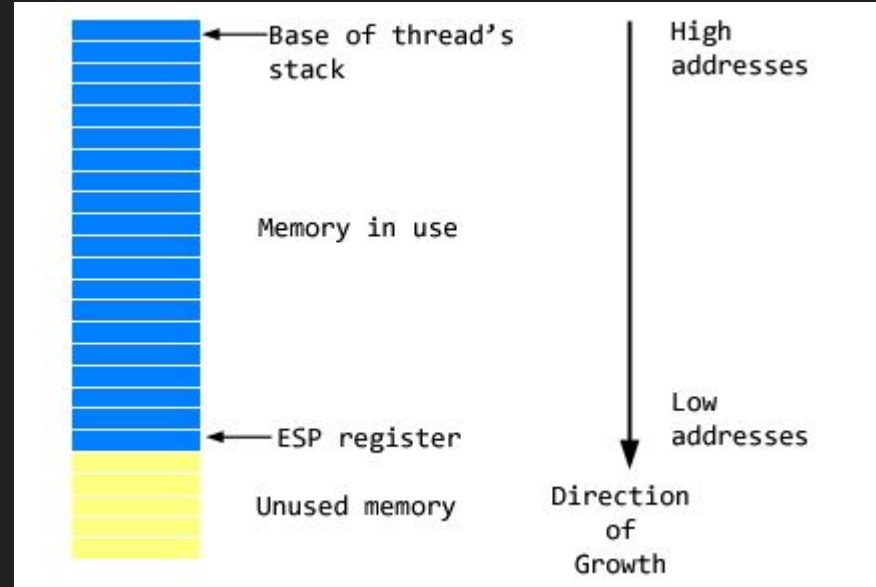 Base of thread's
stack
High
addresses
Memory in use
Low
addresses
ESP register
Unused memory
Direction
of
Growth